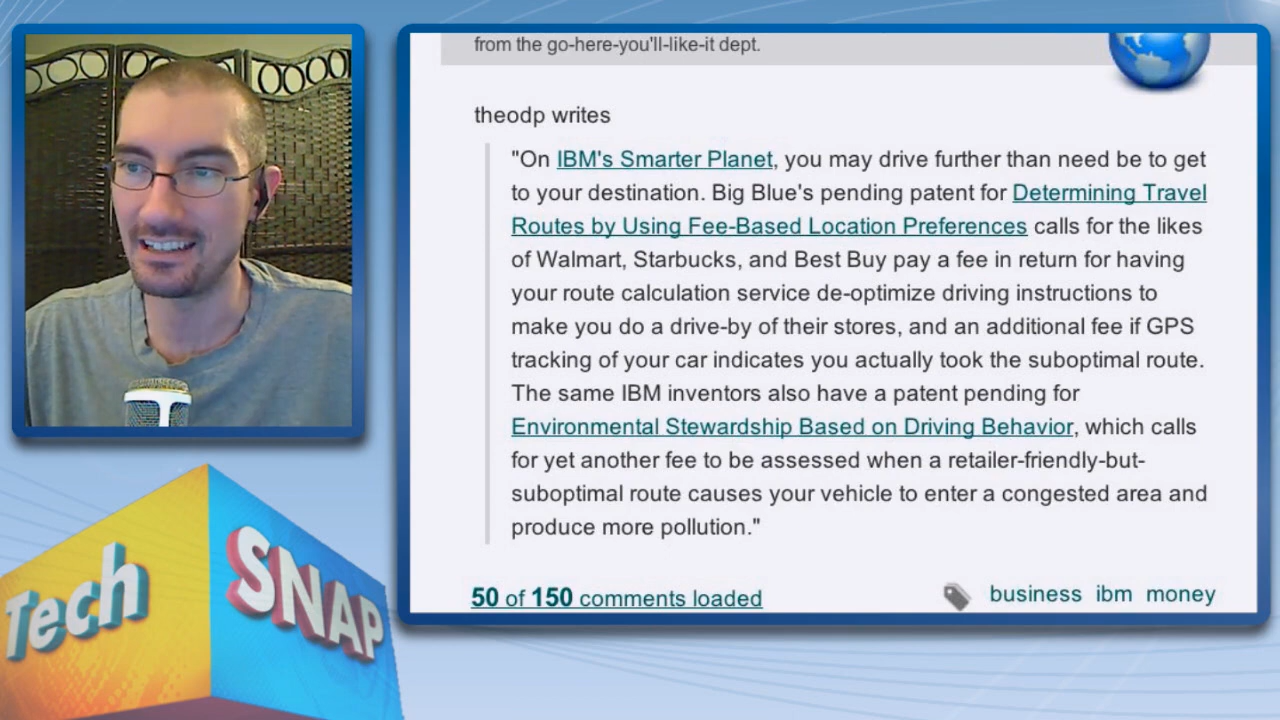 from the go-here-you'll-like-it dept.
theodp writes
"On IBM's Smarter Planet, you may drive further than need be to get
to your destination. Big Blue's pending patent for Determining Travel
Routes by Using Fee-Based Location Preferences calls for the likes
of Walmart, Starbucks, and Best Buy pay a fee in return for having
your route calculation service de-optimize driving instructions to
make you do a drive-by of their stores, and an additional fee if GPS
tracking of your car indicates you actually took the suboptimal route.
The same IBM inventors also have a patent pending for
Environmental Stewardship Based on Driving Behavior, which calls
for yet another fee to be assessed when a retailer-friendly-but-
suboptimal route causes your vehicle to enter a congested area and
produce more pollution."
50 of 150 comments loaded
business ibm money
Tech
SNAP